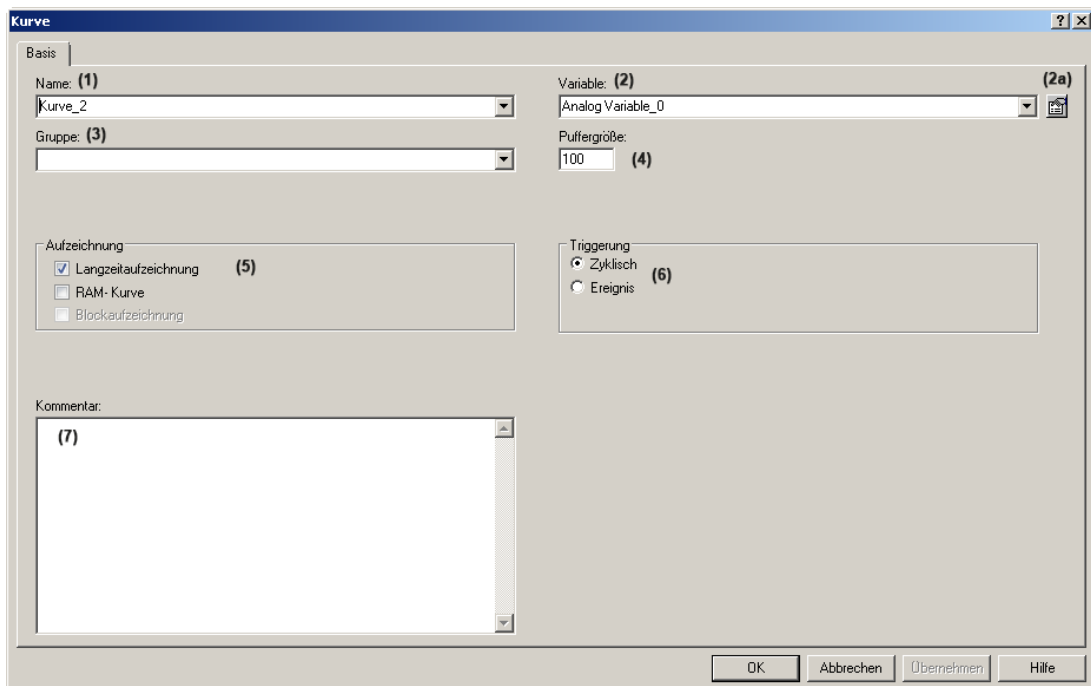 Kurve
Basis
Name: (1)
Variable: (2)
(2a)
Kurve_2
Analog Variable_0
Gruppe: (3)
Puffergröße:
100
(4)
Aufzeichnung
Langzeitaufzeichnung
(5)
RAM- Kurve
Blockaufzeichnung
Triggerung
Zyklisch
(6)
Ereignis
Kommentar:
(7)
OK
Abbrechen
Übernehmen
Hilfe